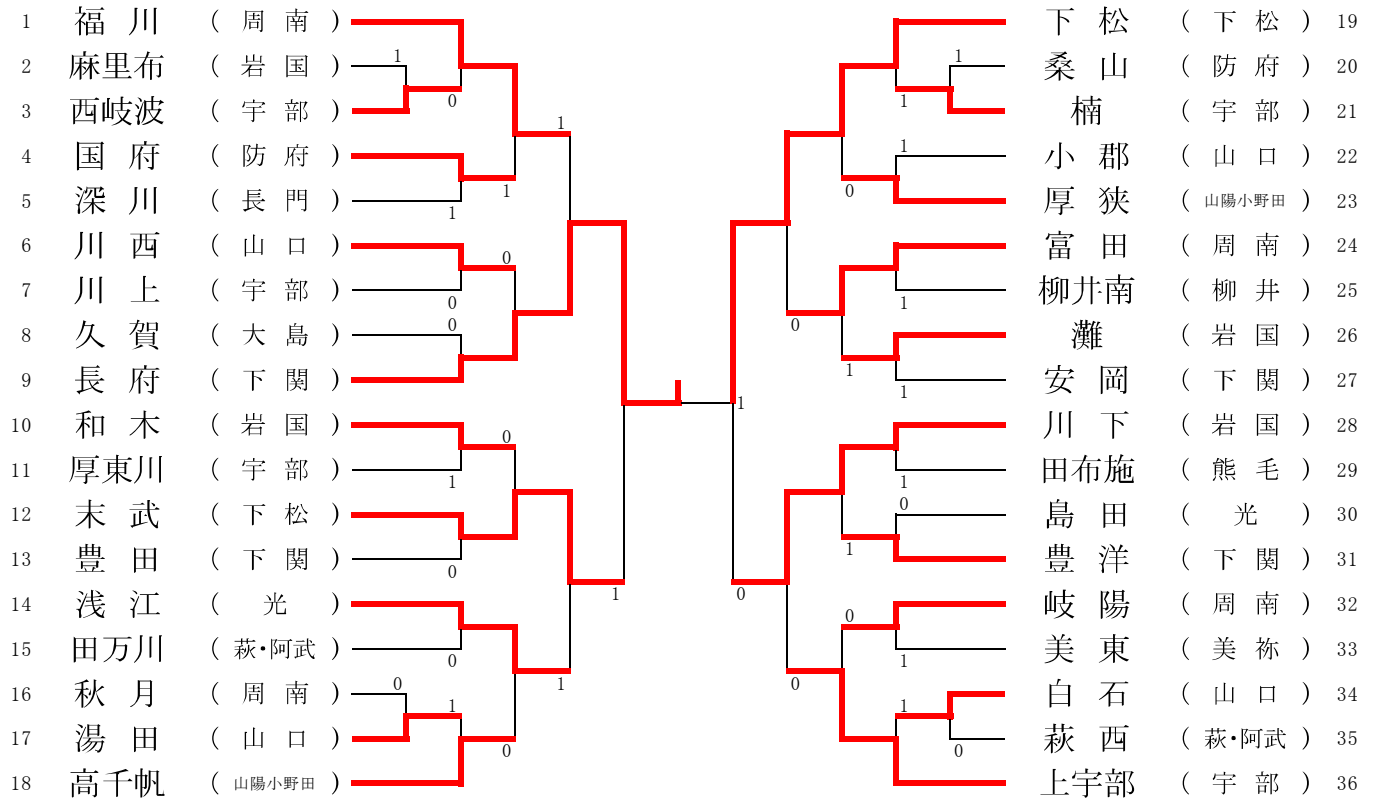 1 福川 (周南)
2 麻里布 (岩国)
3 西岐波 (宇部)
4 国府 (防府)
5 深川 (長門)
6 川西 (山口)
7 川上 (宇部)
8 久賀 (大島)
9 長府 (下関)
10 和木 (岩国)
11 厚東川 (宇部)
12 末武 (下松)
13 豊田 (下関)
14 浅江 (光)
15 田万川 (萩・阿武)
16 秋月 (周南)
17 湯田 (山口)
18 高千帆 (山陽小野田)
1
0
1
1
1
0
0
0
0
1
0
1
0
0
1
0
1
0
1
1
1
0
1
0
0
1
1
1
1
0
1
0
0
1
1
0
下松 (下松) 19
桑山 (防府) 20
楠 (宇部) 21
小郡 (山口) 22
厚狭 (山陽小野田) 23
富田 (周南) 24
柳井南 (柳井) 25
灘 (岩国) 26
安岡 (下関) 27
川下 (岩国) 28
田布施 (熊毛) 29
島田 (光) 30
豊洋 (下関) 31
岐陽 (周南) 32
美東 (美祢) 33
白石 (山口) 34
萩西 (萩・阿武) 35
上宇部 (宇部) 36